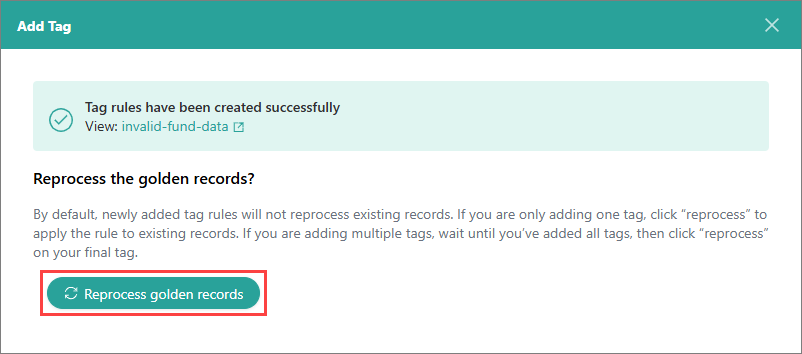 Add Tag
Tag rules have been created successfully
View: invalid-fund-data
Reprocess the golden records?
By default, newly added tag rules will not reprocess existing records. If you are only adding one tag, click “reprocess” to
apply the rule to existing records. If you are adding multiple tags, wait until you’ve added all tags, then click “reprocess”
on your final tag.
Reprocess golden records